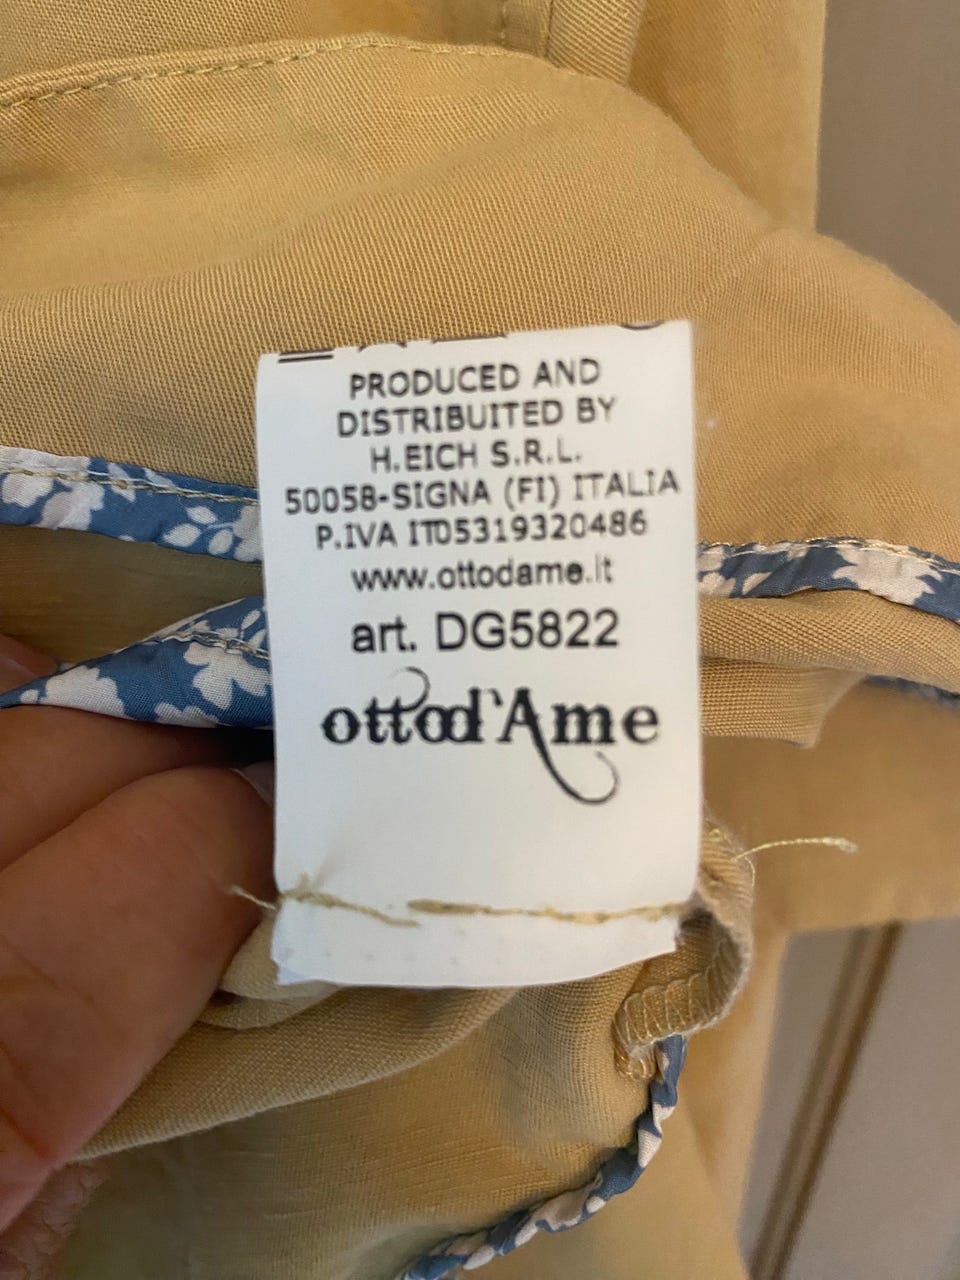 PRODUCED AND
DISTRIBUITED BY
H.EICH S.R.L.
50058-SIGNA (FI) ITALIA
P.IVA IT05319320486
www.ottodame.it
art. DG5822
ottod'Ame